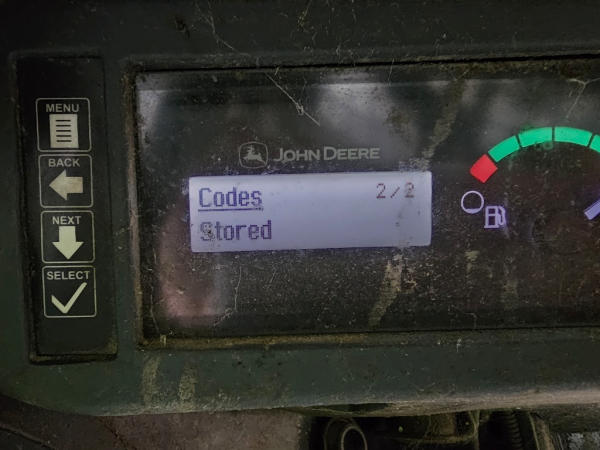 MENU
BACK
NEXT
SELECT
JOHN DEERE
Codes 2/2
Stored